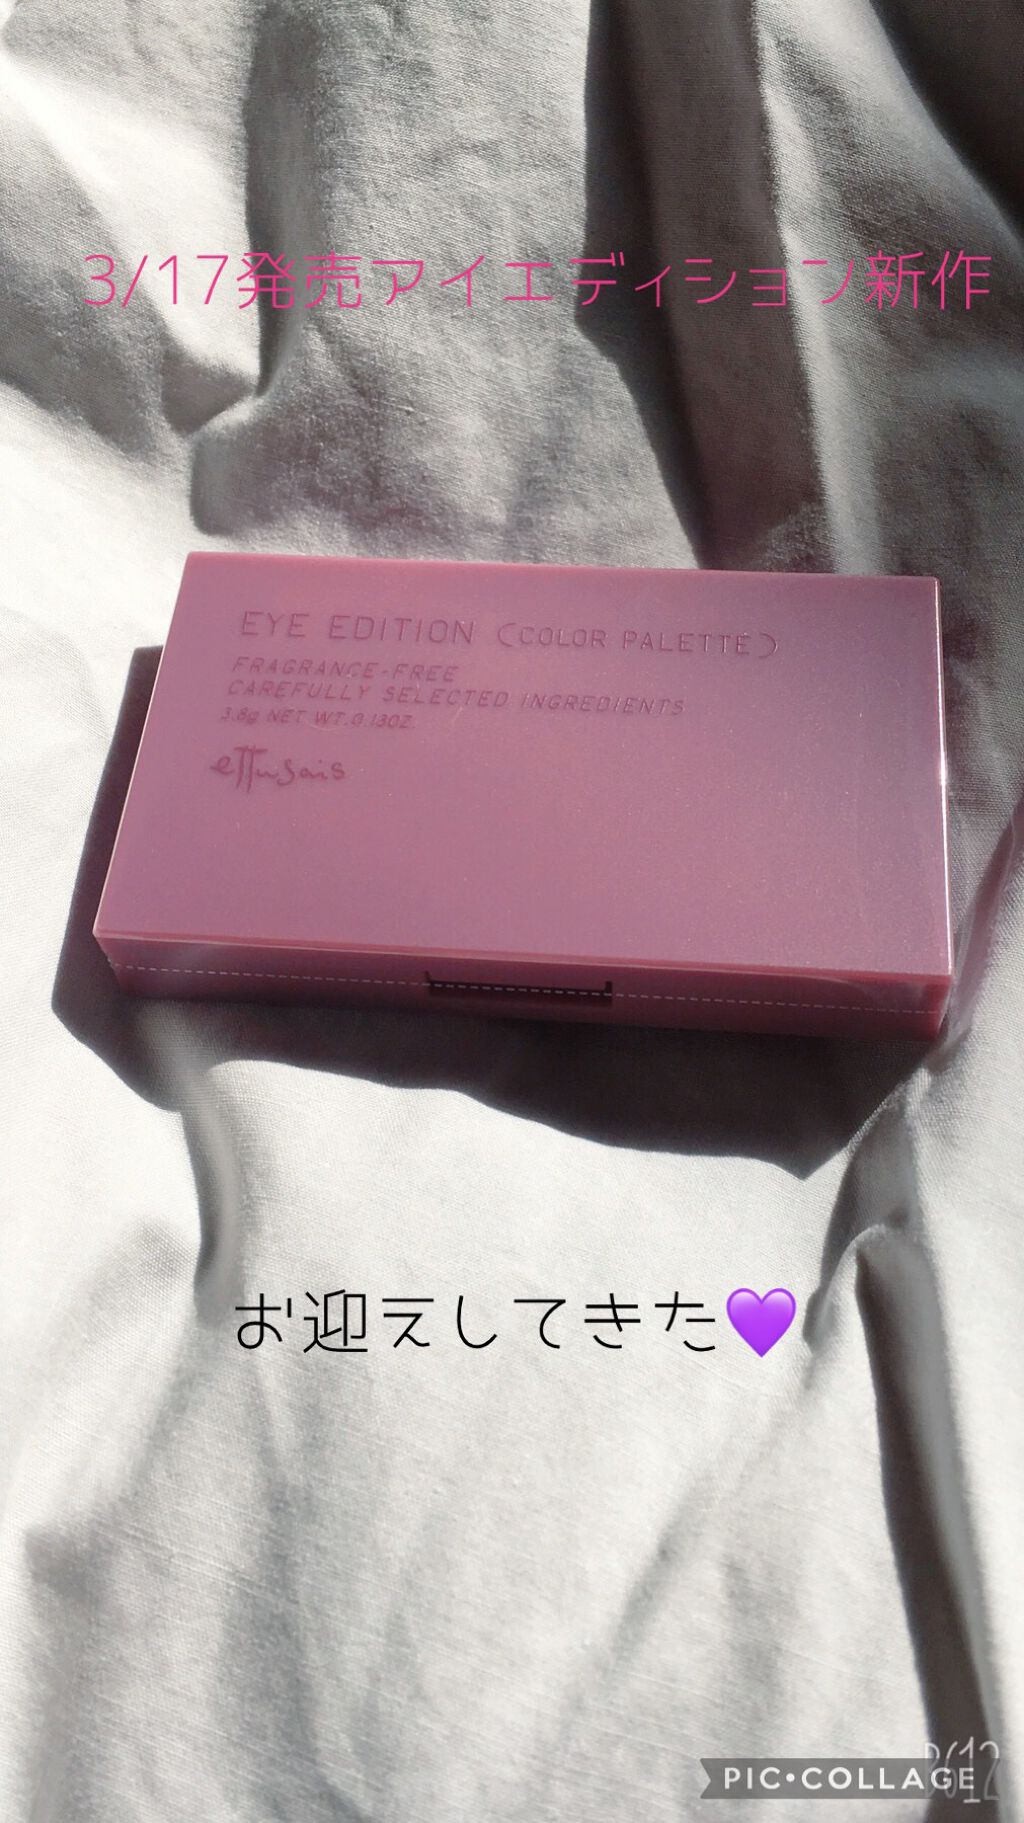 3/17発売アイエディション新作
EYE EDITION (COLOR PALETTE)
FRAGRANCE-FREE
CAREFULLY SELECTED INGREDIENTS
3.8g NET WT.0.13OZ.
ettusais
お迎えしてきた💜
PIC•COLLAGE
B612